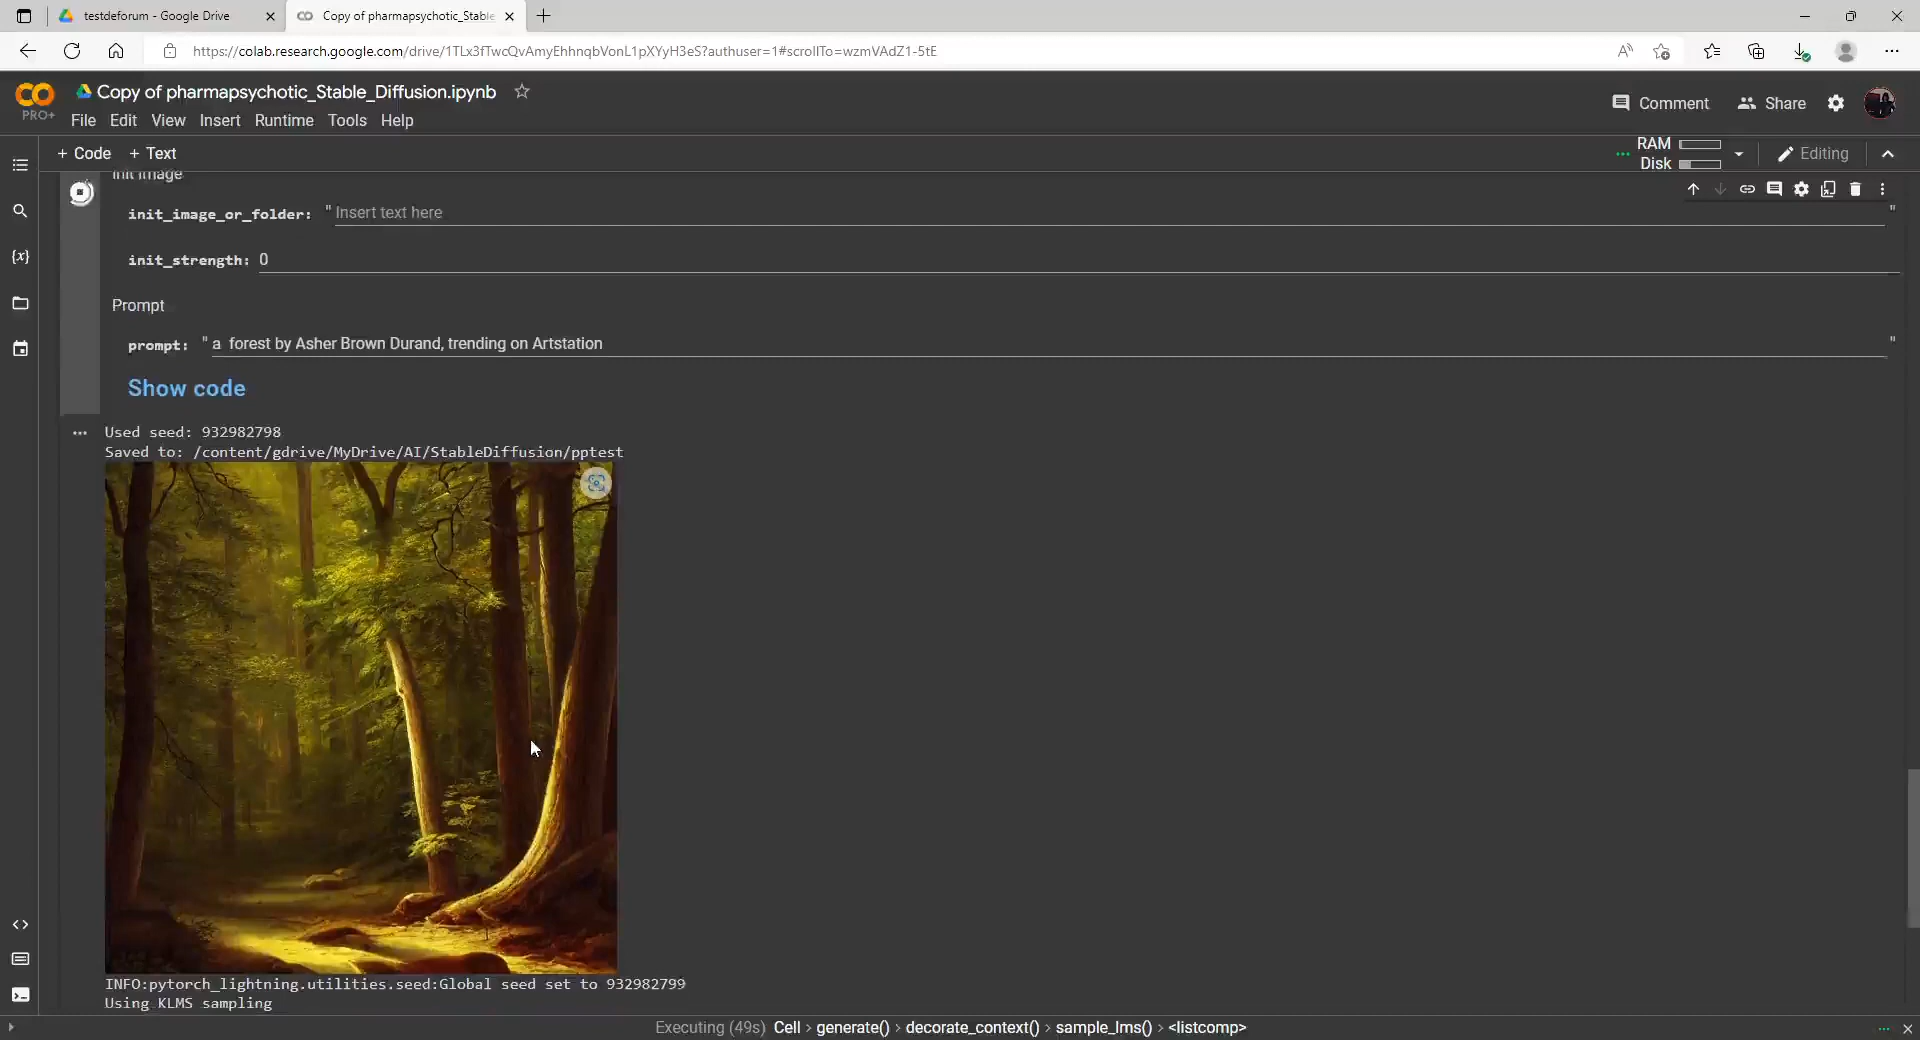 testdeforum - Google Drive
Copy of pharmapsychotic_Stable
https://colab.research.google.com/drive/1TLx3fTwcQvAmyEhhnqbVonL1pXYyH3eS?authuser=1#scrollTo=wzmVAdZ1-5tE
CO
PRO+
Copy of pharmapsychotic_Stable_Diffusion.ipynb
File Edit View Insert Runtime Tools Help
Comment
Share
+ Code + Text
RAM
Disk
Editing
Init Image
init_image_or_folder: " Insert text here "
init_strength: 0
Prompt
prompt: " a  forest by Asher Brown Durand, trending on Artstation "
Show code
Used seed: 932982798
Saved to: /content/gdrive/MyDrive/AI/StableDiffusion/pptest
INFO:pytorch_lightning.utilities.seed:Global seed set to 932982799
Using KLMS sampling
Executing (49s) Cell > generate() > decorate_context() > sample_lms() > <listcomp>